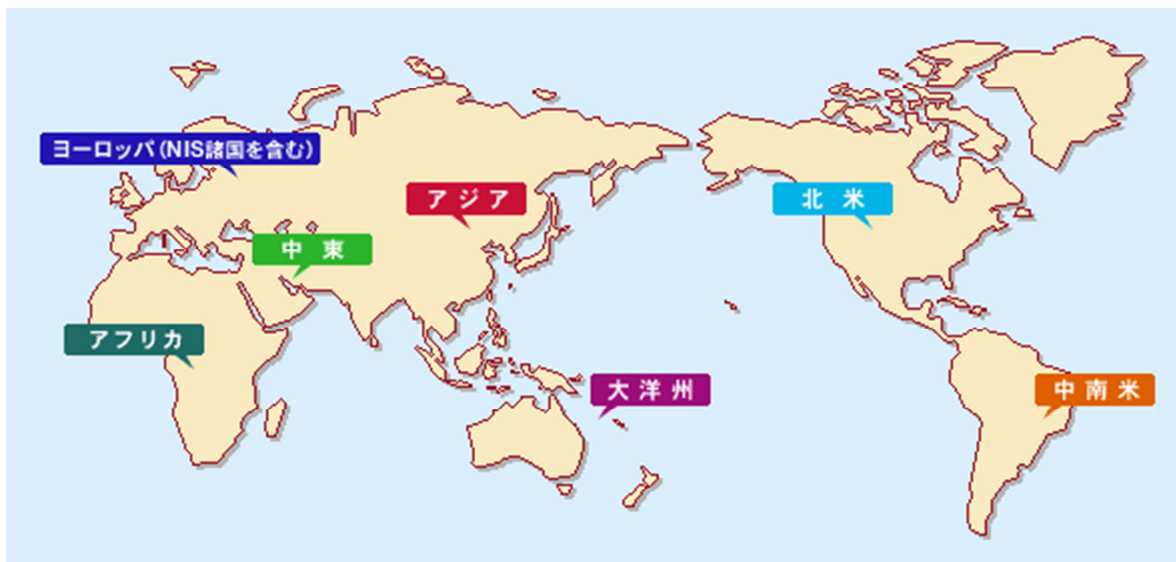 ヨーロッパ(NIS諸国を含む)
アジア
北米
中東
アフリカ
大洋州
中南米